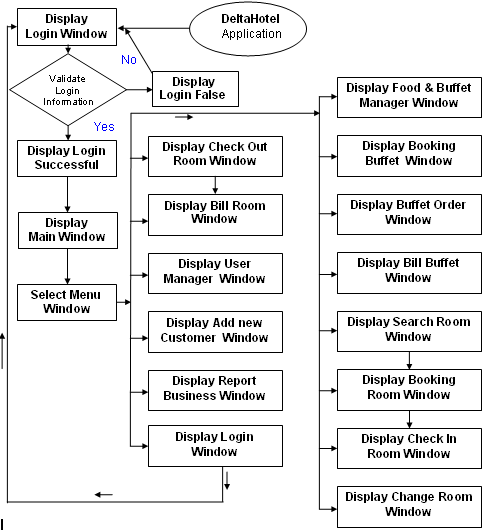 Display
Login Window
DeltaHotel
Application
No
Validate
Login
Information
Display
Login False
Yes
Display Login
Successful
Display
Main Window
Select Menu
Window
Display Check Out
Room Window
Display Bill Room
Window
Display User
Manager Window
Display Add new
Customer Window
Display Report
Business Window
Display Login
Window
Display Food & Buffet
Manager Window
Display Booking
Buffet Window
Display Buffet Order
Window
Display Bill Buffet
Window
Display Search Room
Window
Display Booking
Room Window
Display Check In
Room Window
Display Change Room
Window